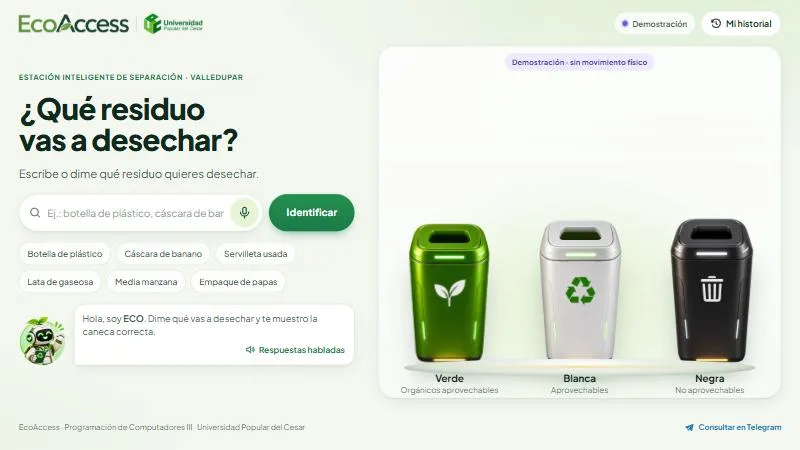 EcoAccess
Universidad
Popular del Cesar
Demostración
Mi historial
ESTACIÓN INTELIGENTE DE SEPARACIÓN · VALLEDUPAR
¿Qué residuo
vas a desechar?
Escribe o dime qué residuo quieres desechar.
Ej.: botella de plástico, cáscara de bar
Identificar
Botella de plástico
Cáscara de banano
Servilleta usada
Lata de gaseosa
Media manzana
Empaque de papas
Hola, soy ECO. Dime qué vas a desechar y te muestro la
caneca correcta.
Respuestas habladas
Demostración · sin movimiento físico
Verde
Orgánicos aprovechables
Blanca
Aprovechables
Negra
No aprovechables
EcoAccess · Programación de Computadores III · Universidad Popular del Cesar
Consultar en Telegram